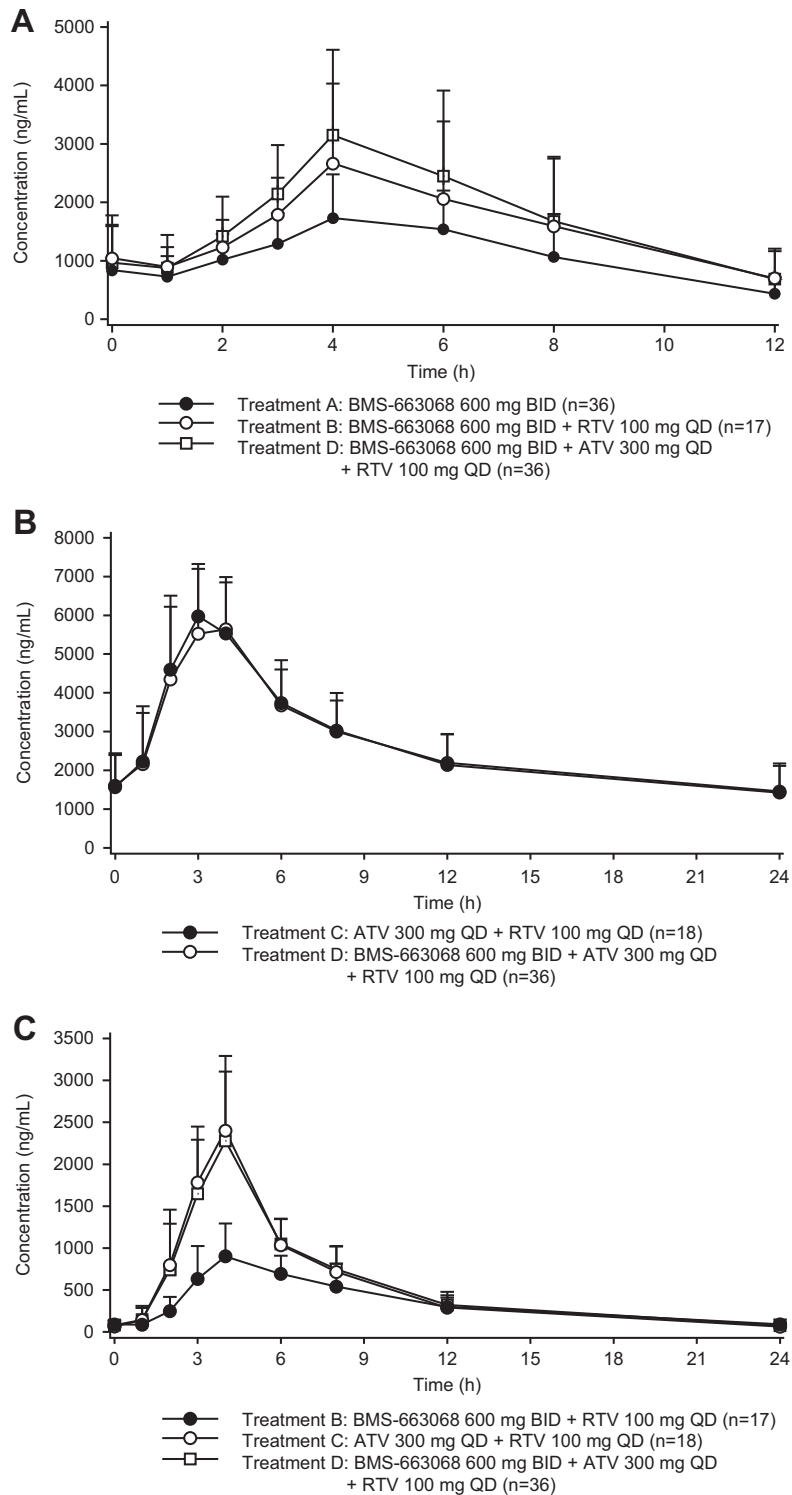 A
Concentration (ng/mL)
5000
4000
3000
2000
1000
0
0 2 4 6 8 10 12
Time (h)
Treatment A: BMS-663068 600 mg BID (n=36)
Treatment B: BMS-663068 600 mg BID + RTV 100 mg QD (n=17)
Treatment D: BMS-663068 600 mg BID + ATV 300 mg QD
+ RTV 100 mg QD (n=36)
B
Concentration (ng/mL)
8000
7000
6000
5000
4000
3000
2000
1000
0
0 3 6 9 12 15 18 21 24
Time (h)
Treatment C: ATV 300 mg QD + RTV 100 mg QD (n=18)
Treatment D: BMS-663068 600 mg BID + ATV 300 mg QD
+ RTV 100 mg QD (n=36)
C
Concentration (ng/mL)
3500
3000
2500
2000
1500
1000
500
0
0 3 6 9 12 15 18 21 24
Time (h)
Treatment B: BMS-663068 600 mg BID + RTV 100 mg QD (n=17)
Treatment C: ATV 300 mg QD + RTV 100 mg QD (n=18)
Treatment D: BMS-663068 600 mg BID + ATV 300 mg QD
+ RTV 100 mg QD (n=36)